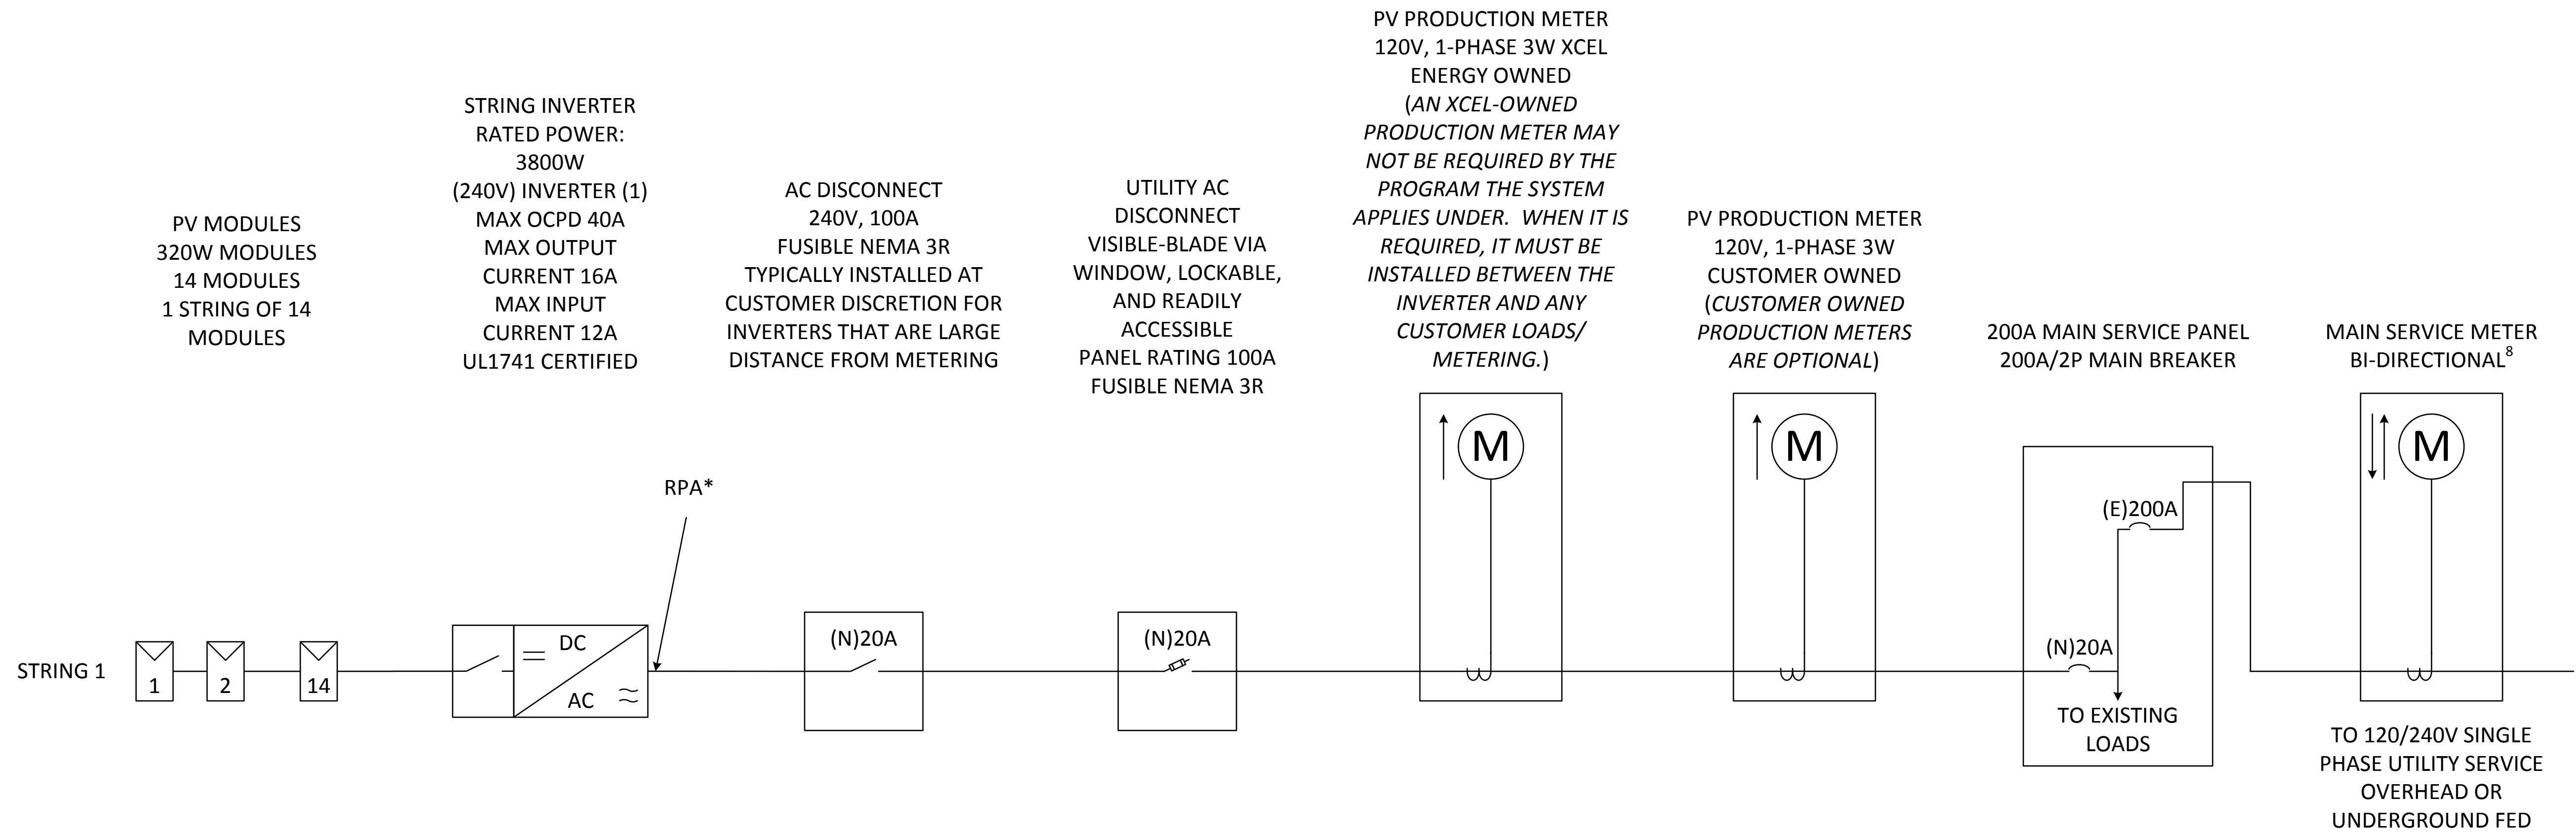 PV PRODUCTION METER
120V, 1-PHASE 3W XCEL
ENERGY OWNED
(AN XCEL-OWNED
PRODUCTION METER MAY
NOT BE REQUIRED BY THE
PROGRAM THE SYSTEM
APPLIES UNDER.  WHEN IT IS
REQUIRED, IT MUST BE
INSTALLED BETWEEN THE
INVERTER AND ANY
CUSTOMER LOADS/
METERING.)
STRING INVERTER
RATED POWER:
3800W
(240V) INVERTER (1)
MAX OCPD 40A
MAX OUTPUT
CURRENT 16A
MAX INPUT
CURRENT 12A
UL1741 CERTIFIED
PV MODULES
320W MODULES
14 MODULES
1 STRING OF 14
MODULES
AC DISCONNECT
240V, 100A
FUSIBLE NEMA 3R
TYPICALLY INSTALLED AT
CUSTOMER DISCRETION FOR
INVERTERS THAT ARE LARGE
DISTANCE FROM METERING
UTILITY AC
DISCONNECT
VISIBLE-BLADE VIA
WINDOW, LOCKABLE,
AND READILY
ACCESSIBLE
PANEL RATING 100A
FUSIBLE NEMA 3R
PV PRODUCTION METER
120V, 1-PHASE 3W
CUSTOMER OWNED
(CUSTOMER OWNED
PRODUCTION METERS
ARE OPTIONAL)
200A MAIN SERVICE PANEL
200A/2P MAIN BREAKER
MAIN SERVICE METER
BI-DIRECTIONAL⁸
M
M
M
RPA*
(E)200A
STRING 1
1
2
14
DC
AC
(N)20A
(N)20A
(N)20A
TO EXISTING
LOADS
TO 120/240V SINGLE
PHASE UTILITY SERVICE
OVERHEAD OR
UNDERGROUND FED